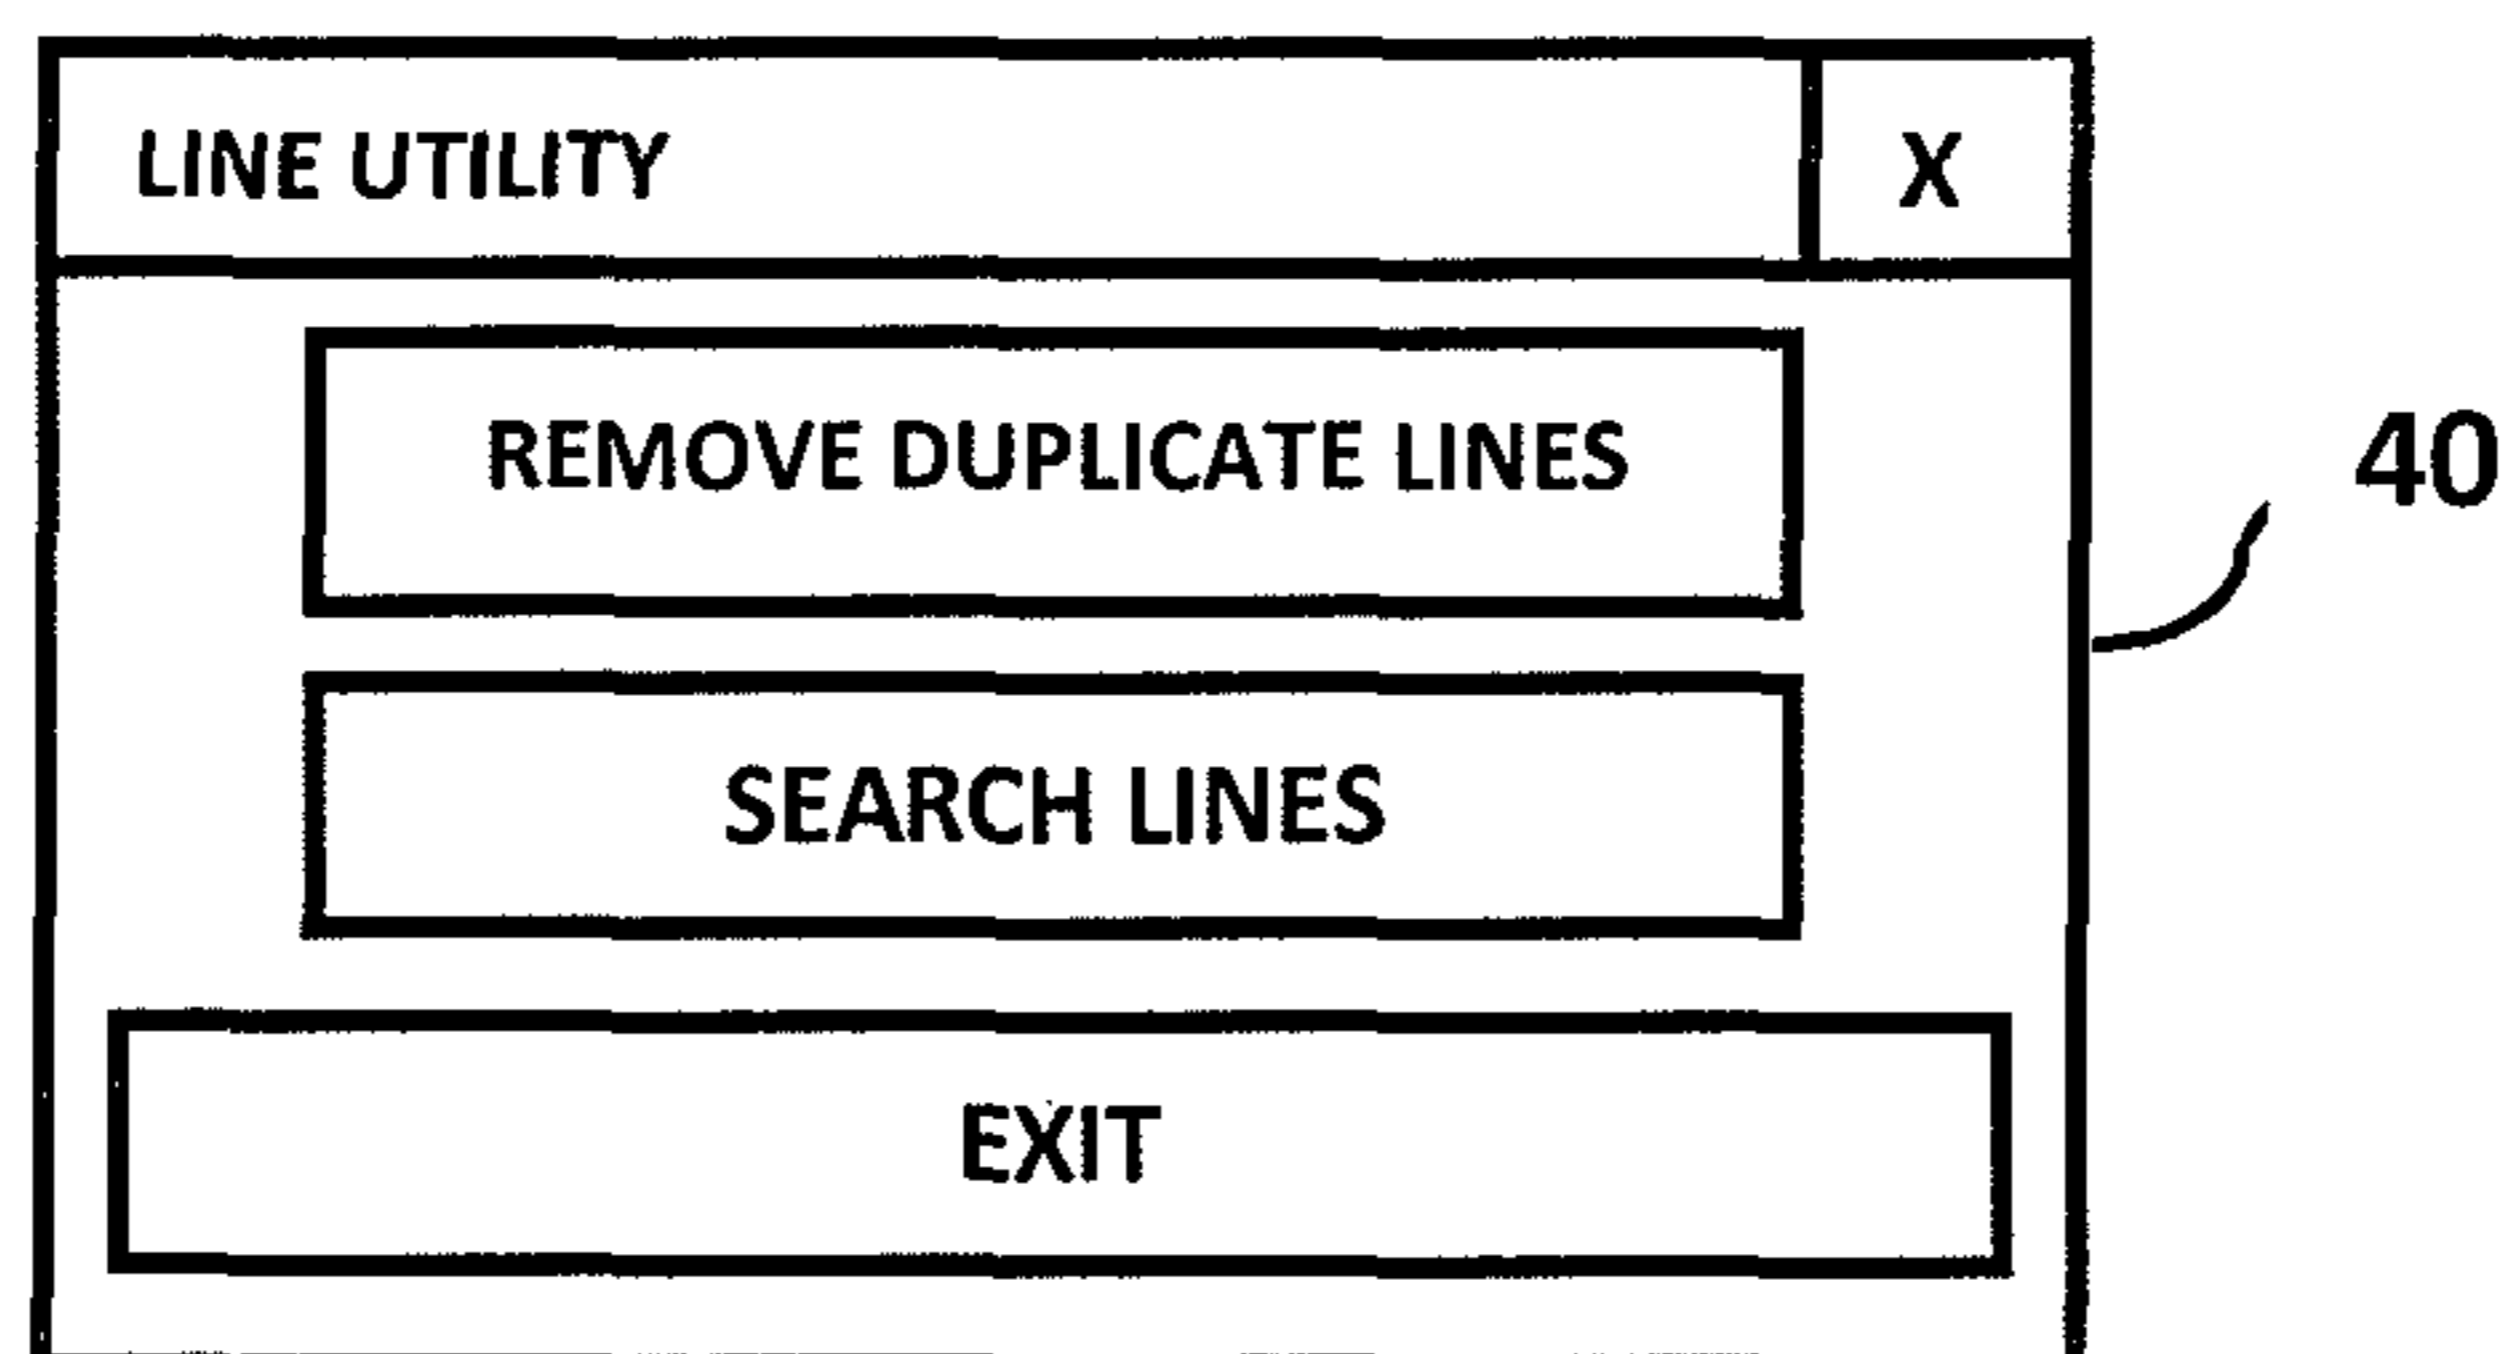 LINE UTILITY X
REMOVE DUPLICATE LINES
40
SEARCH LINES
EXIT